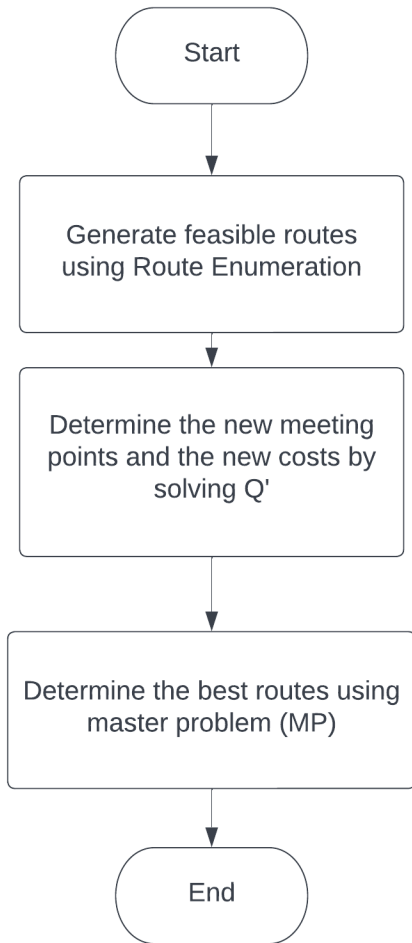 Start
Generate feasible routes
using Route Enumeration
Determine the new meeting
points and the new costs by
solving Q'
Determine the best routes using
master problem (MP)
End